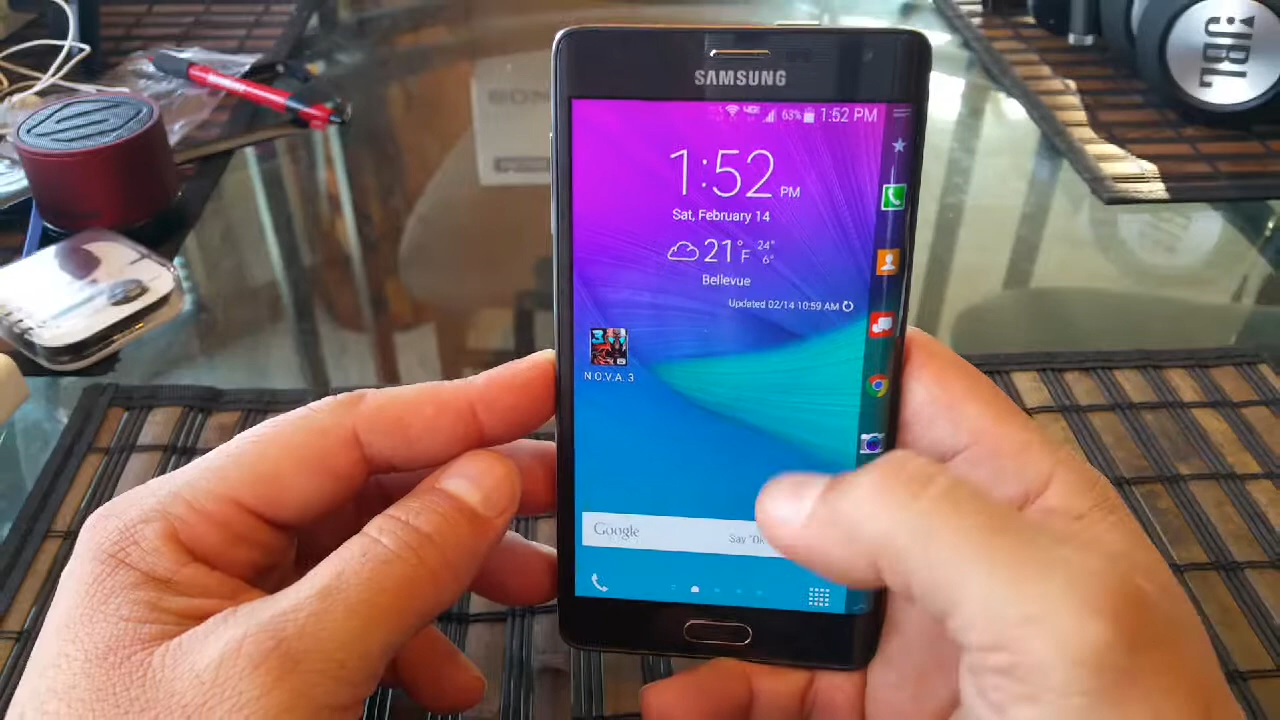 SAMSUNG
63% 1:52 PM
1:52 PM
Sat, February 14
21°F 24° 6°
Bellevue
Updated 02/14 10:59 AM
3
N.O.V.A. 3
Google Say "Ok
JBL